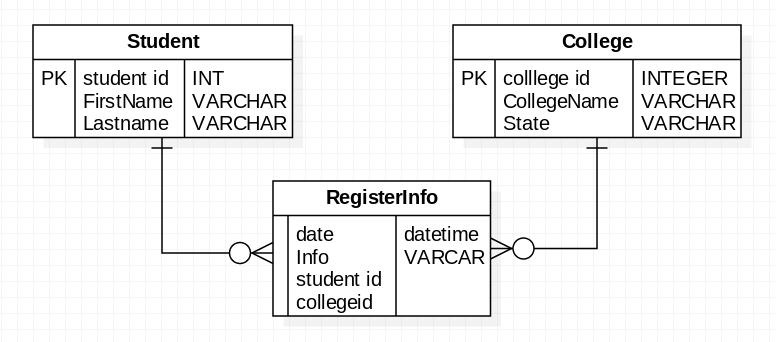 Student
PK student id INT
FirstName VARCHAR
Lastname VARCHAR
College
PK colllege id INTEGER
CollegeName VARCHAR
State VARCHAR
RegisterInfo
date datetime
Info VARCAR
student id
collegeid